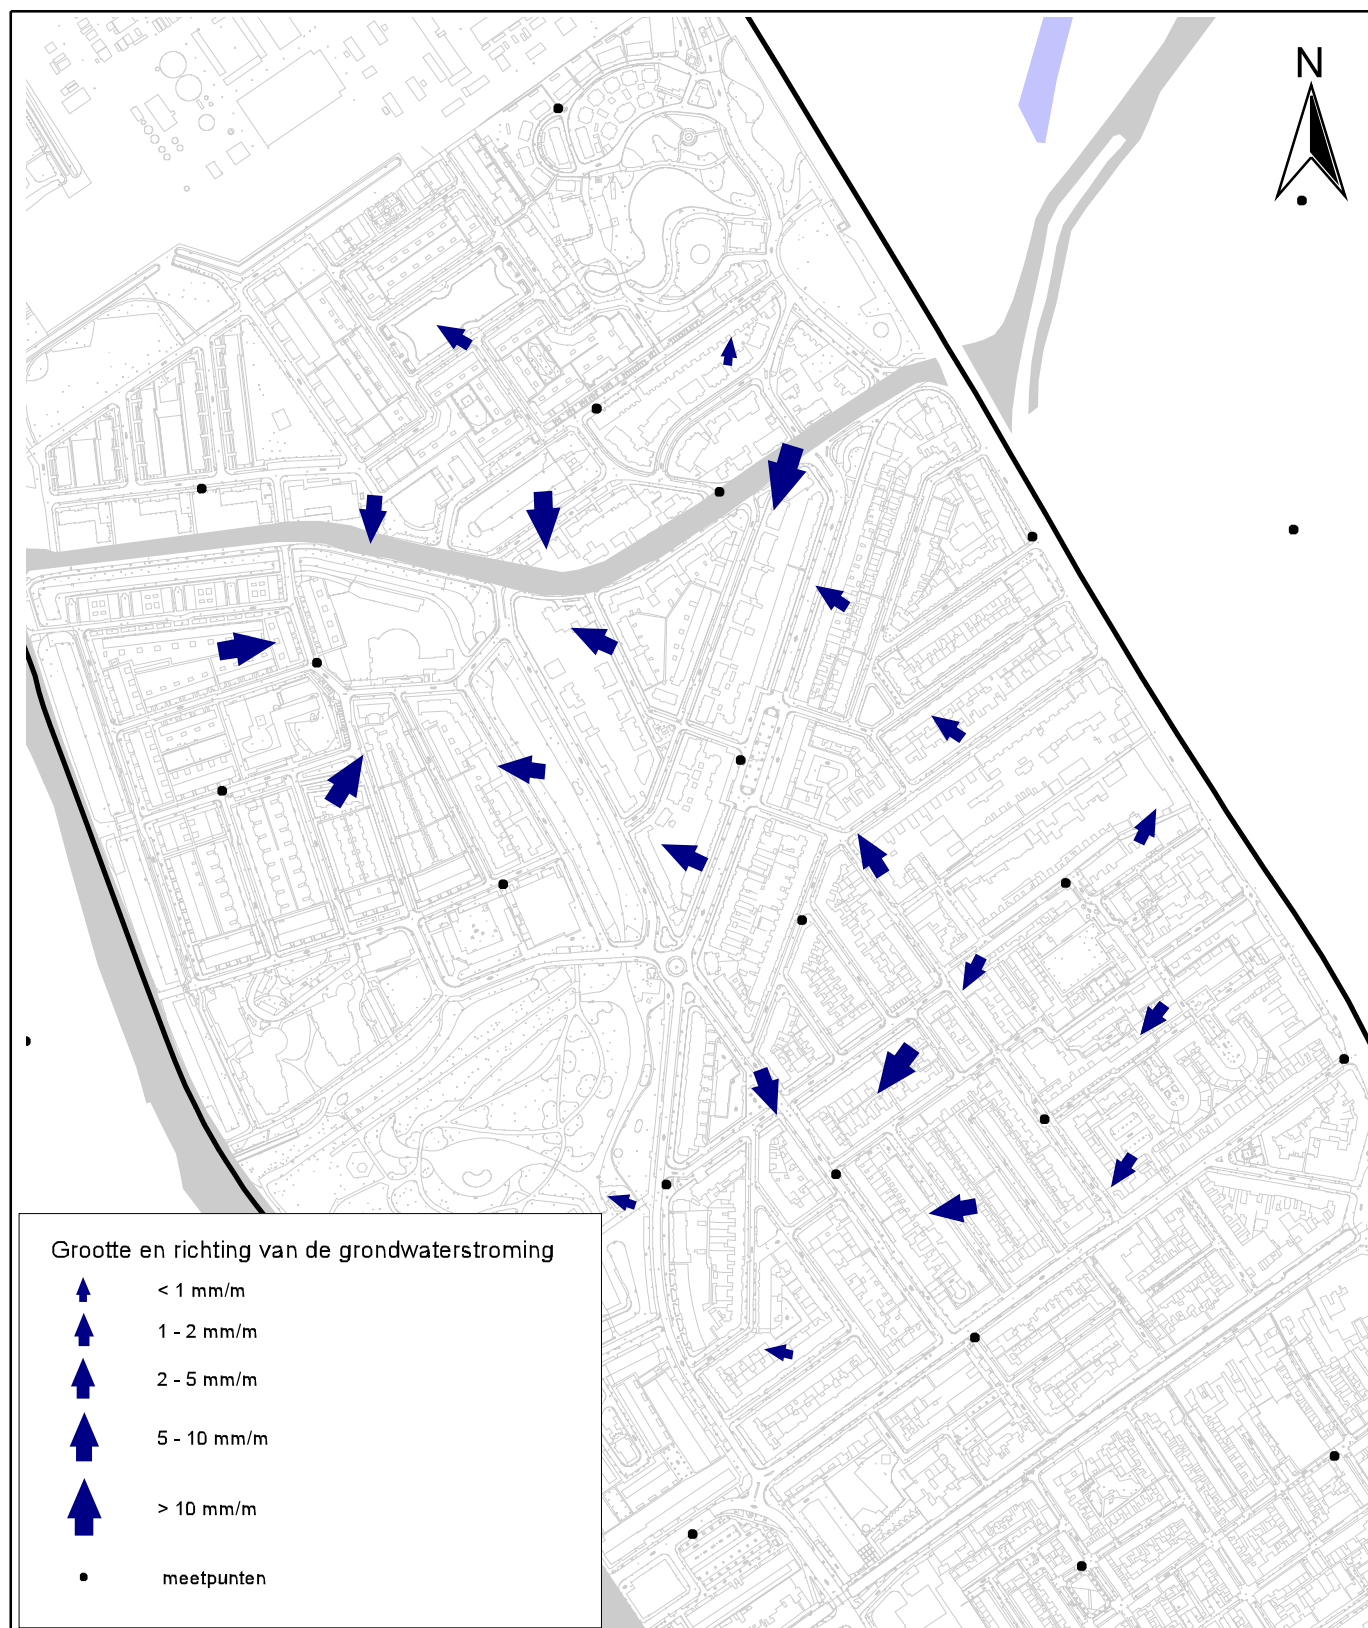 N
Grootte en richting van de grondwaterstroming
< 1 mm/m
1 - 2 mm/m
2 - 5 mm/m
5 - 10 mm/m
> 10 mm/m
meetpunten